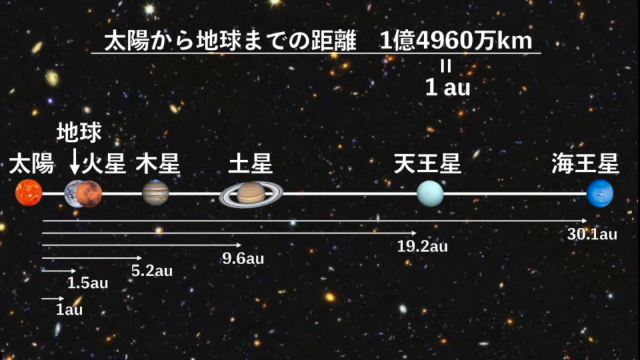 太陽から地球までの距離　1億4960万km
=
1 au
地球
太陽 火星 木星 土星 天王星 海王星
30.1au
19.2au
9.6au
5.2au
1.5au
1au